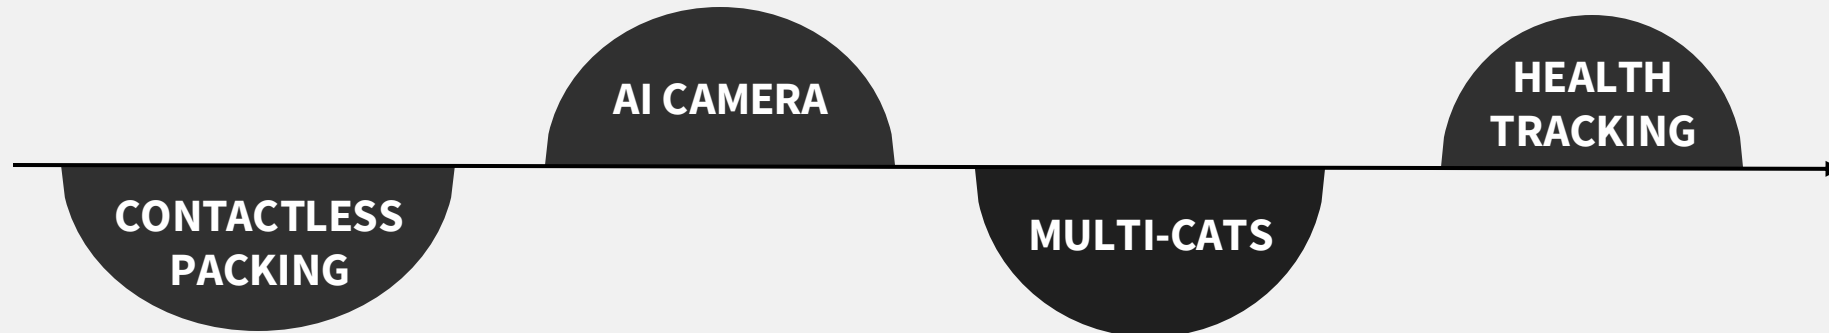 CONTACTLESS
PACKING
AI CAMERA
MULTI-CATS
HEALTH
TRACKING